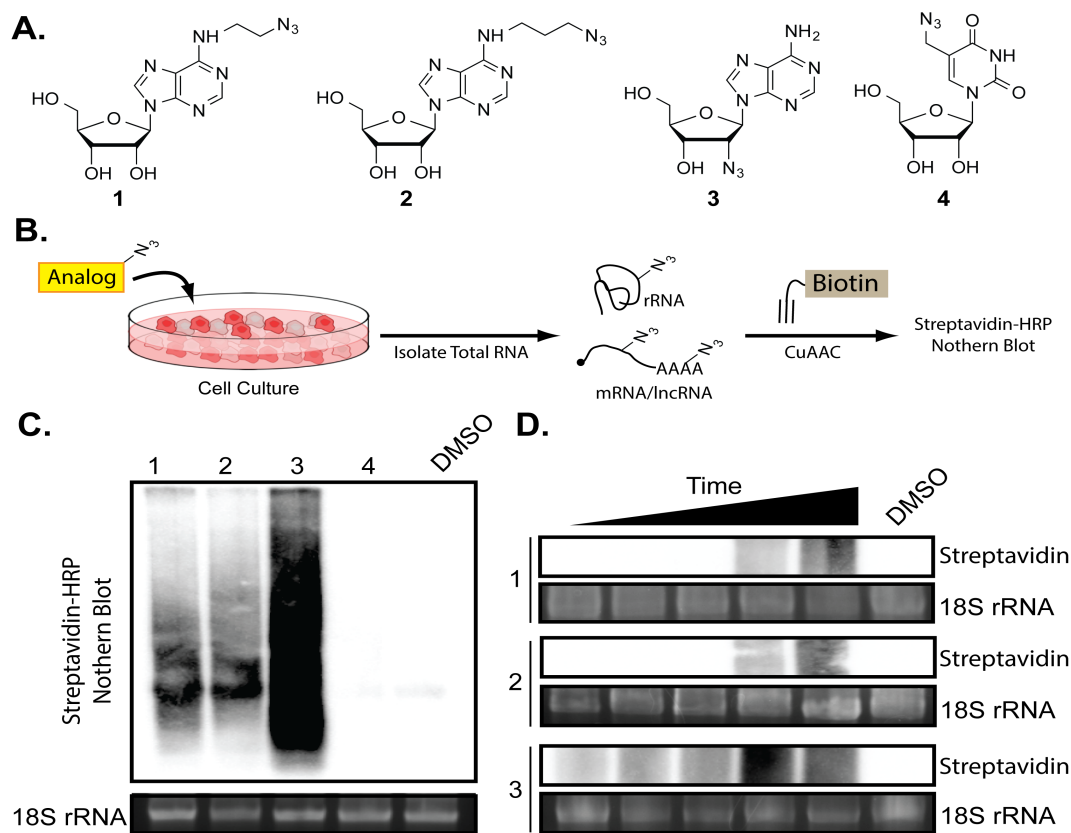 A.
HO
O
OH OH
N
N
N
N
NH
N3
1
HO
O
OH OH
N
N
N
N
NH
N3
2
HO
O
OH N3
N
N
N
N
NH2
3
N3
O
NH
N
O
HO
O
OH OH
4
B.
N3
Analog
Cell Culture
Isolate Total RNA
N3
rRNA
N3
N3
AAAA
mRNA/lncRNA
Biotin
CuAAC
Streptavidin-HRP
Nothern Blot
C.
1 2 3 4 DMSO
Streptavidin-HRP
Nothern Blot
18S rRNA
D.
Time
DMSO
1
Streptavidin
18S rRNA
2
Streptavidin
18S rRNA
3
Streptavidin
18S rRNA